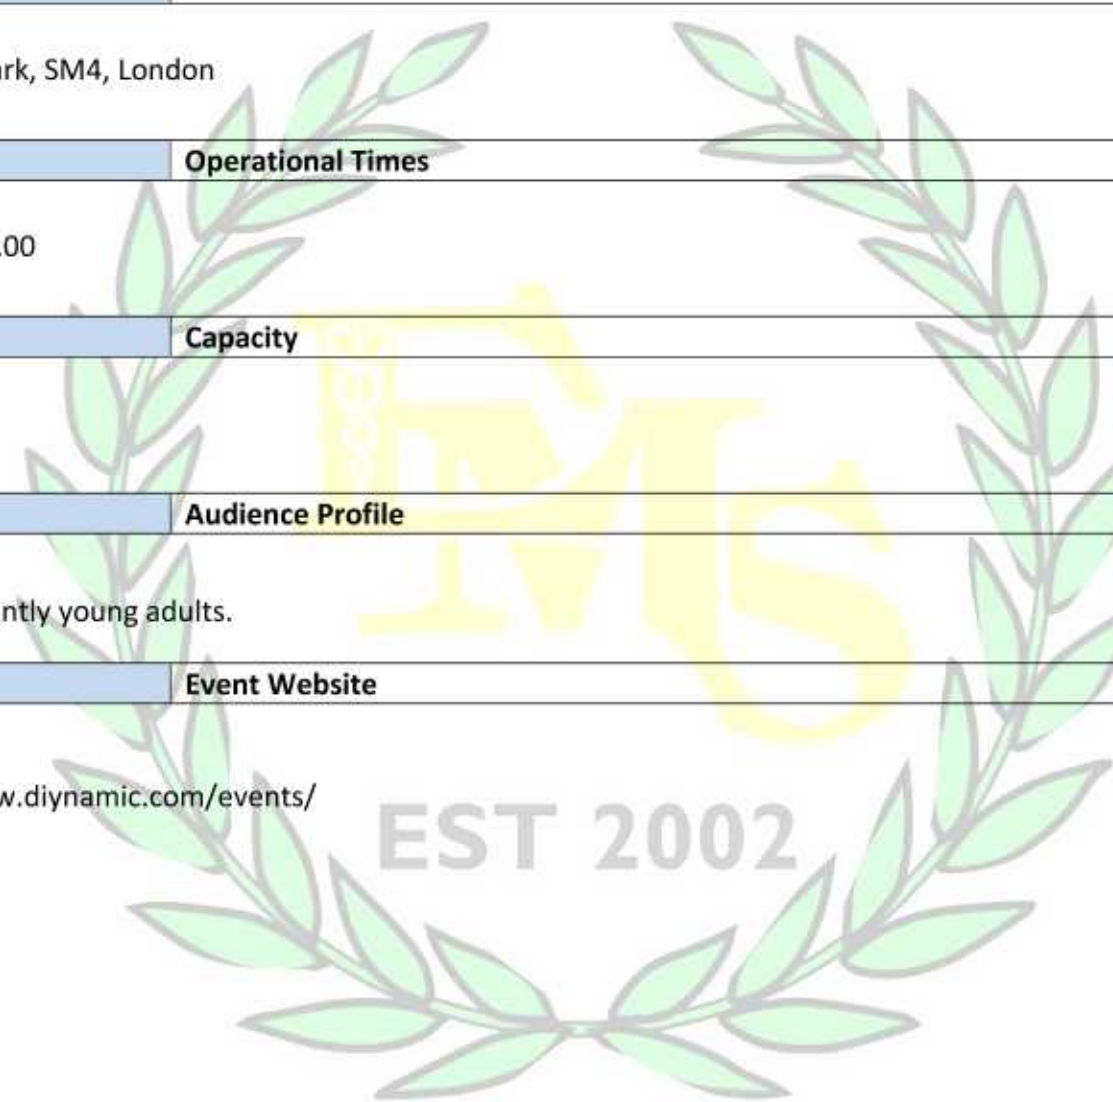 ark, SM4, London
Operational Times
.00
Capacity
Audience Profile
ntly young adults.
Event Website
w.diynamic.com/events/
FMS
EST 2002